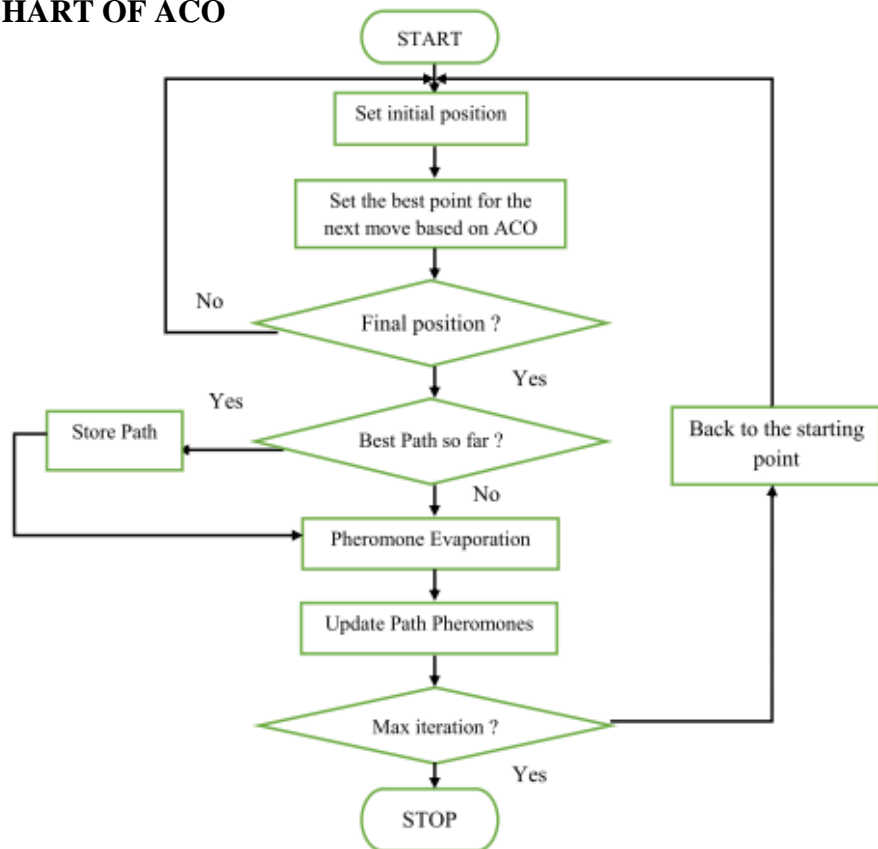 HART OF ACO
START
Set initial position
Set the best point for the
next move based on ACO
No
Final position ?
Yes
Yes
Store Path
Best Path so far ?
Back to the starting
point
No
Pheromone Evaporation
Update Path Pheromones
Max iteration ?
Yes
STOP